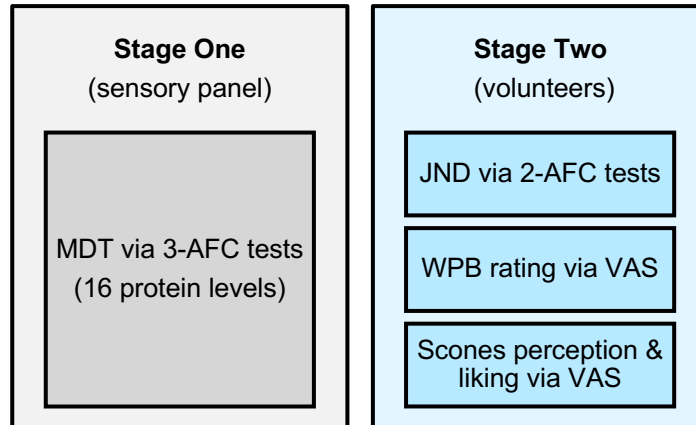 Stage One
(sensory panel)
MDT via 3-AFC tests
(16 protein levels)
Stage Two
(volunteers)
JND via 2-AFC tests
WPB rating via VAS
Scones perception &
liking via VAS